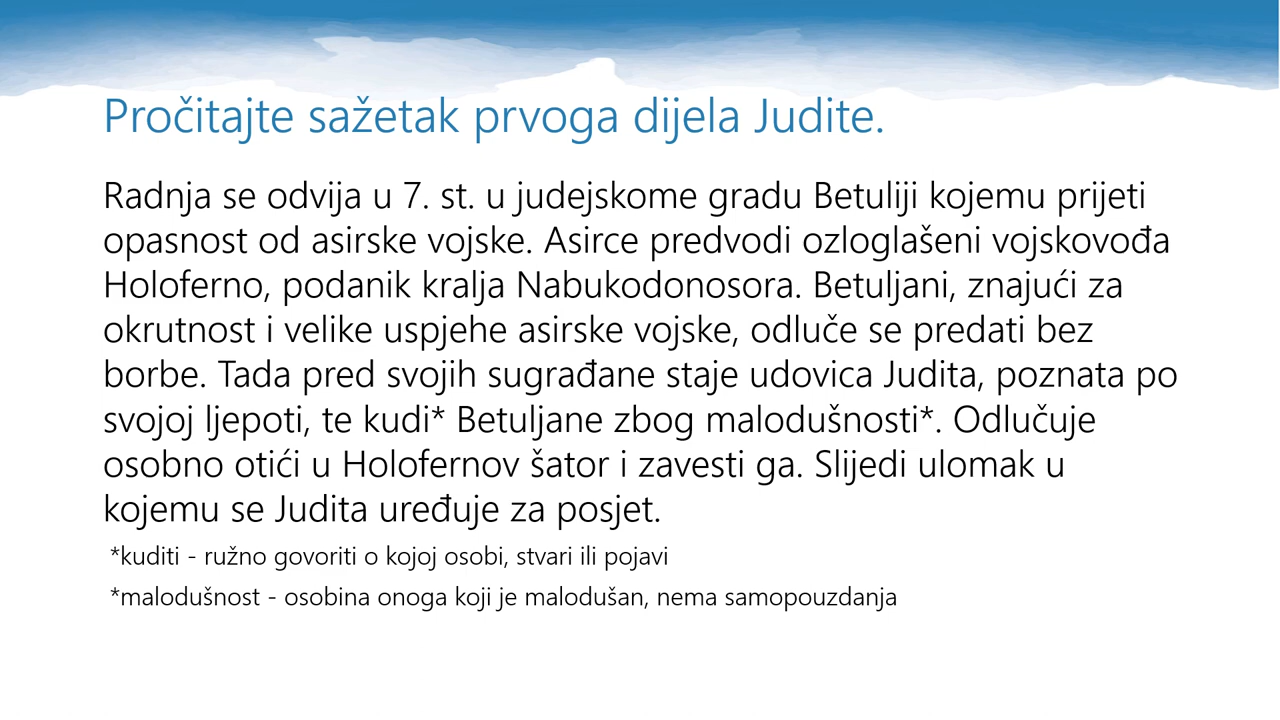 Pročitajte sažetak prvoga dijela Judite.
Radnja se odvija u 7. st. u judejskome gradu Betuliji kojemu prijeti
opasnost od asirske vojske. Asirce predvodi ozloglašeni vojskovođa
Holoferno, podanik kralja Nabukodonosora. Betuljani, znajući za
okrutnost i velike uspjehe asirske vojske, odluče se predati bez
borbe. Tada pred svojih sugrađane staje udovica Judita, poznata po
svojoj ljepoti, te kudi* Betuljane zbog malodušnosti*. Odlučuje
osobno otići u Holofernov šator i zavesti ga. Slijedi ulomak u
kojemu se Judita uređuje za posjet.
*kuditi - ružno govoriti o kojoj osobi, stvari ili pojavi
*malodušnost - osobina onoga koji je malodušan, nema samopouzdanja